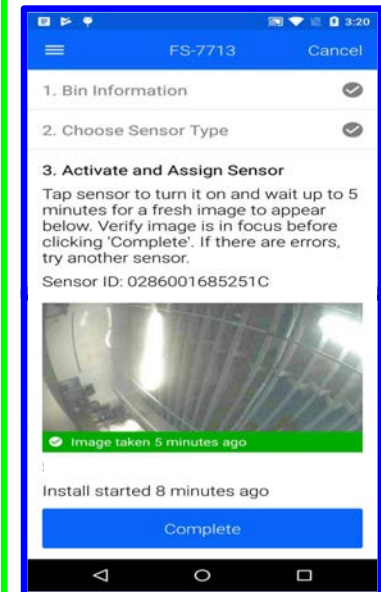 3:20
FS-7713
Cancel
1. Bin Information
2. Choose Sensor Type
3. Activate and Assign Sensor
Tap sensor to turn it on and wait up to 5
minutes for a fresh image to appear
below. Verify image is in focus before
clicking 'Complete'. If there are errors,
try another sensor.
Sensor ID: 0286001685251C
Image taken 5 minutes ago
Install started 8 minutes ago
Complete